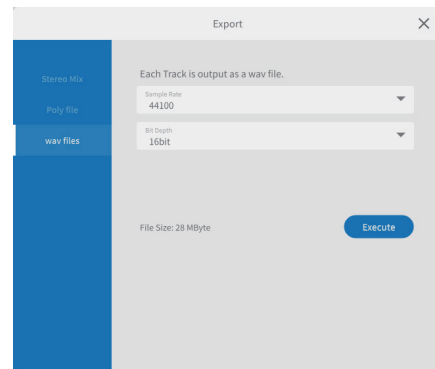 Export
Stereo Mix
Poly file
wav files
Each Track is output as a wav file.
Sample Rate
44100
Bit Depth
16bit
File Size: 28 MByte
Execute